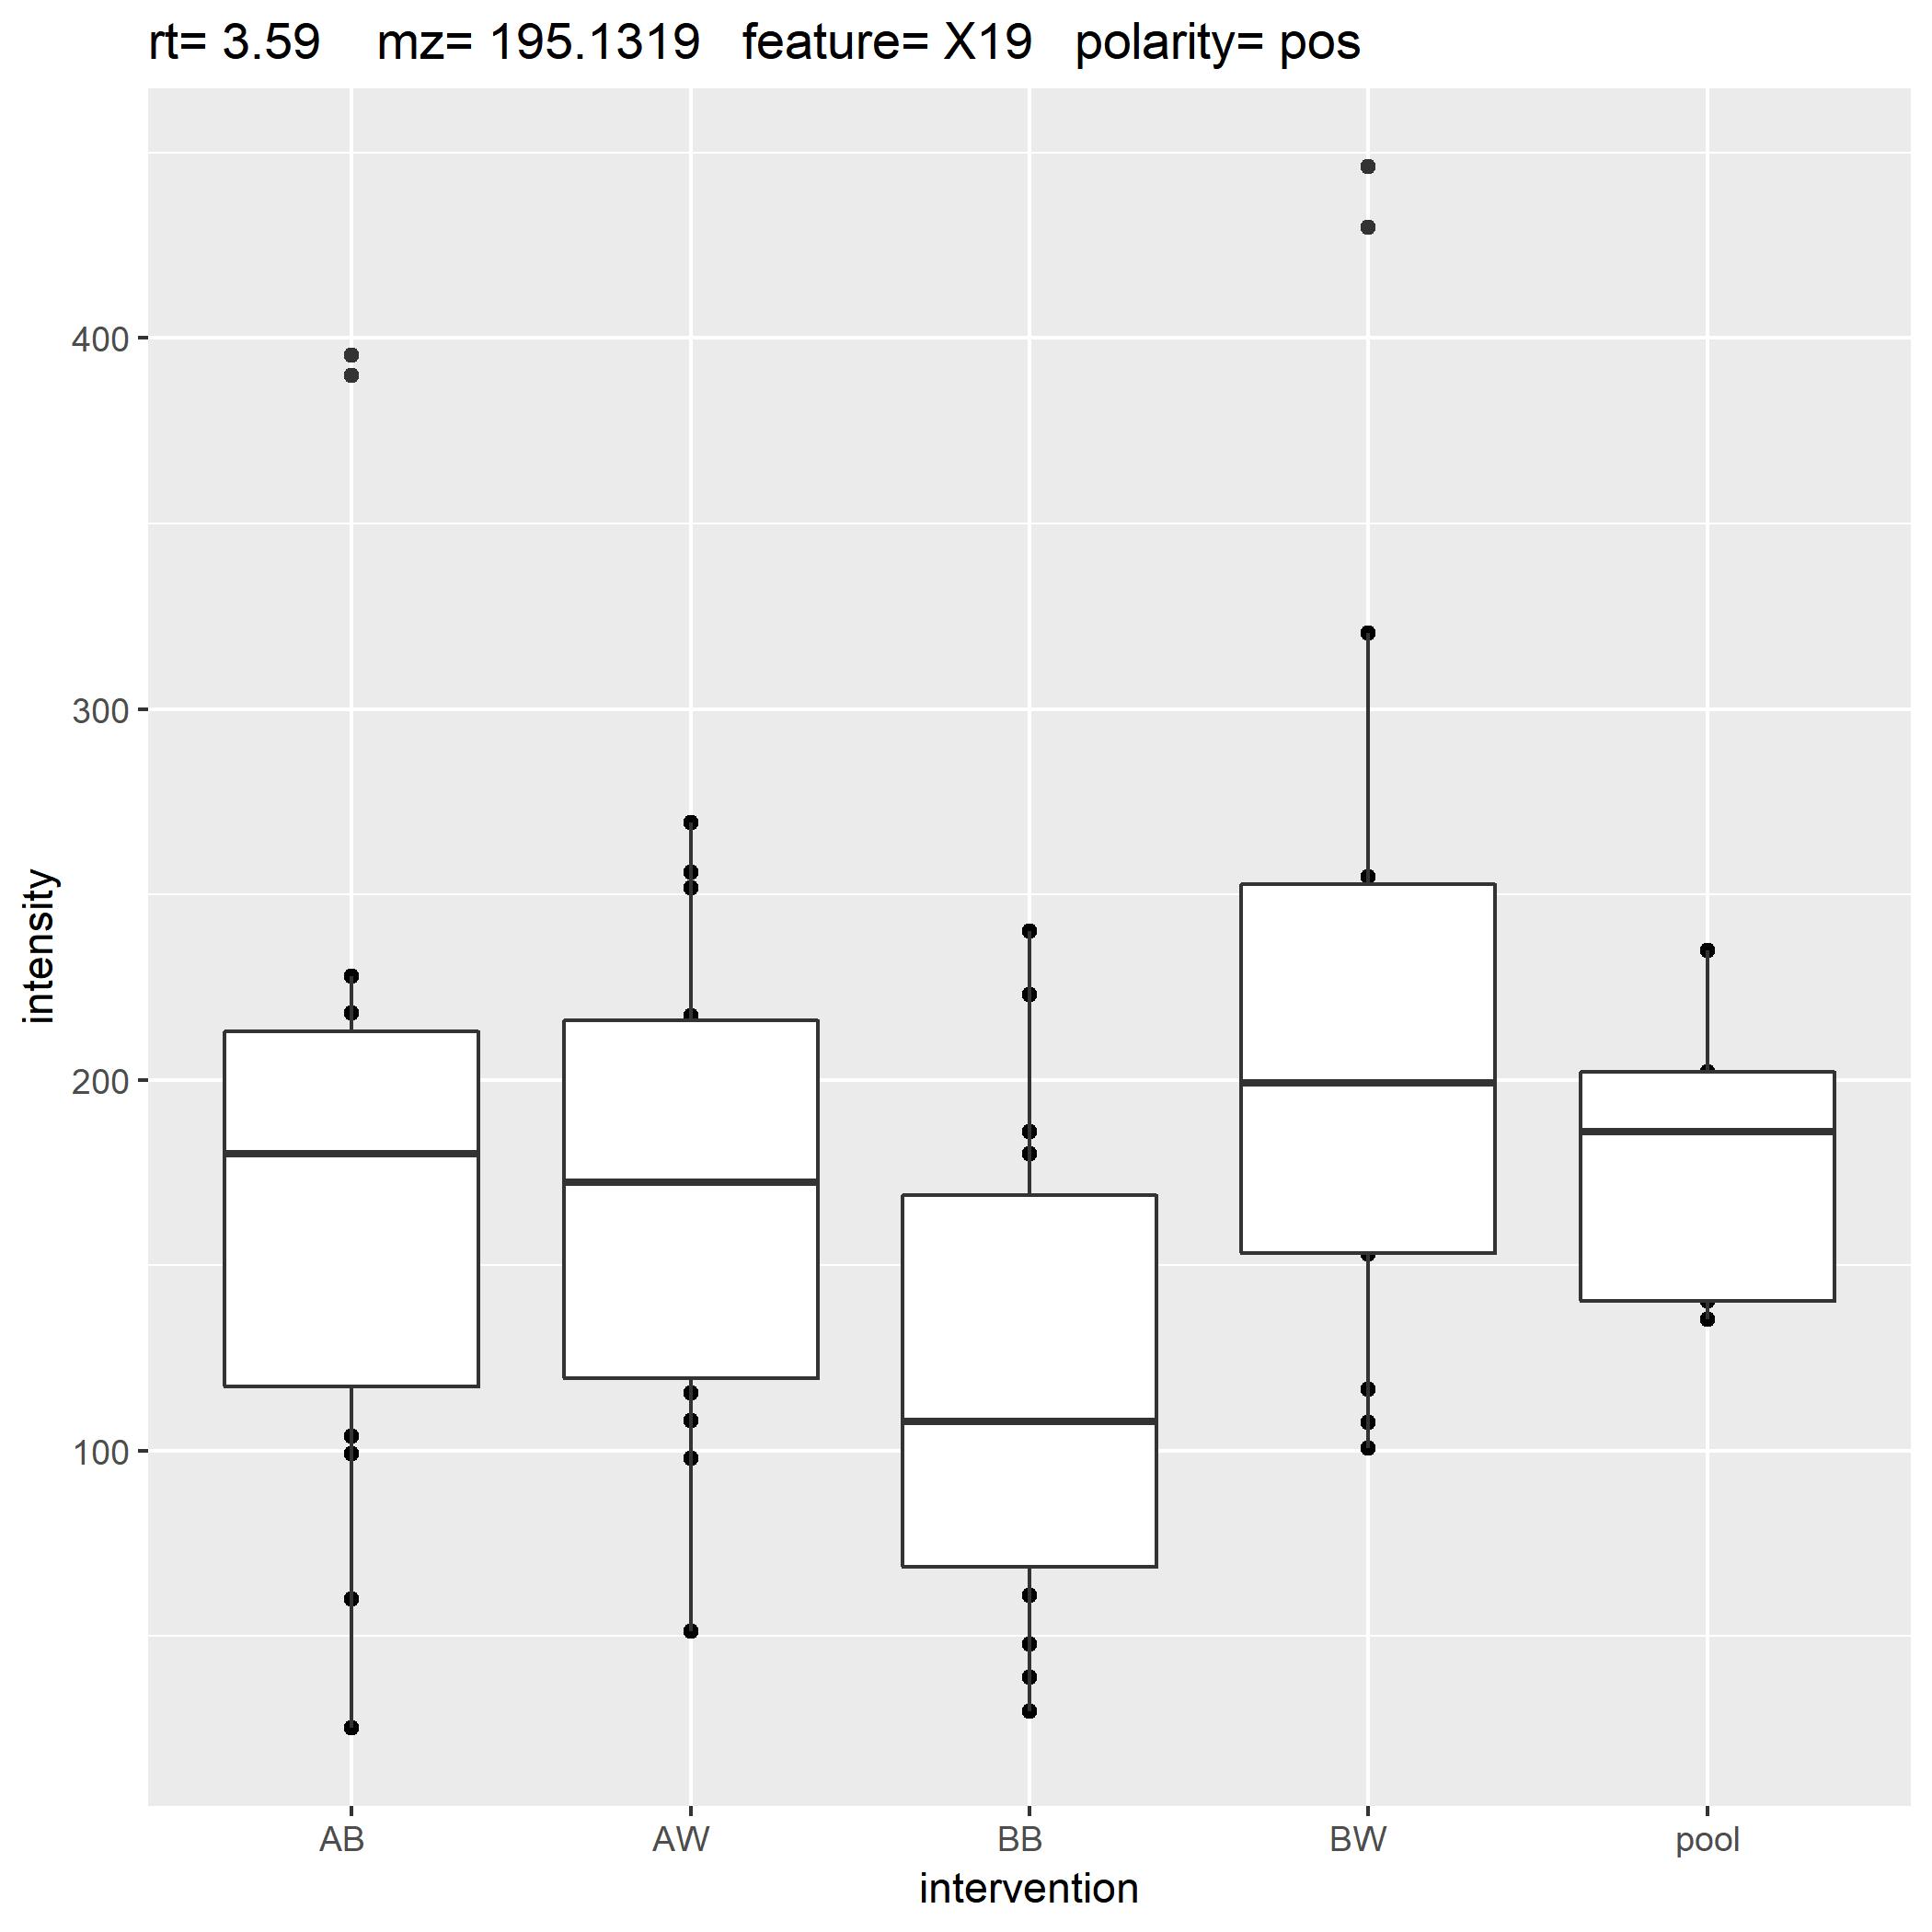 rt= 3.59    mz= 195.1319   feature= X19   polarity= pos
intensity
400
300
200
100
AB AW BB BW pool
intervention